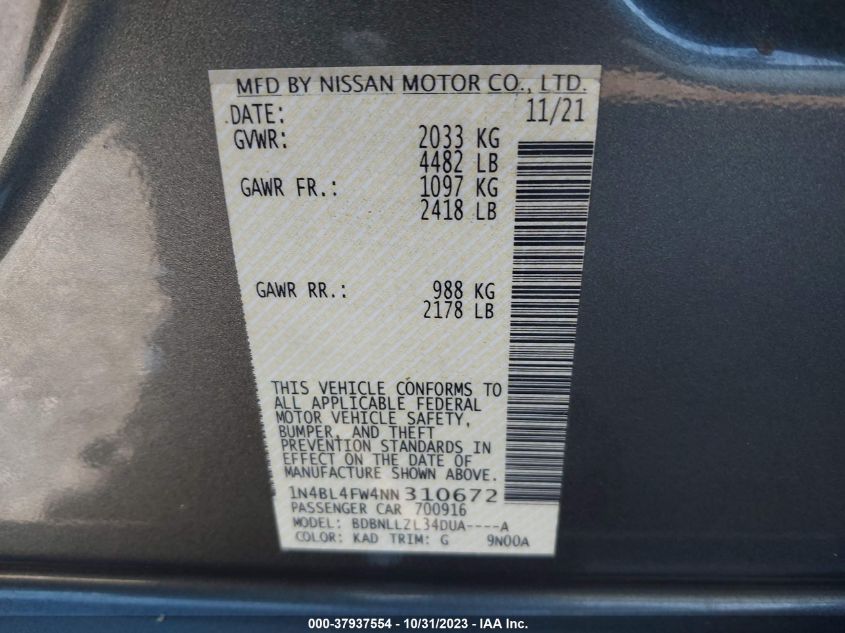 MFD BY NISSAN MOTOR CO., LTD.
DATE: 11/21
GVWR: 2033 KG
4482 LB
GAWR FR.: 1097 KG
2418 LB
GAWR RR.: 988 KG
2178 LB
THIS VEHICLE CONFORMS TO
ALL APPLICABLE FEDERAL
MOTOR VEHICLE SAFETY,
BUMPER, AND THEFT
PREVENTION STANDARDS IN
EFFECT ON THE DATE OF
MANUFACTURE SHOWN ABOVE.
1N4BL4FW4NN310672
PASSENGER CAR 700916
MODEL: BDBNLLZL34DUA----A
COLOR: KAD TRIM: G 9N00A
000-37937554 - 10/31/2023 - IAA Inc.